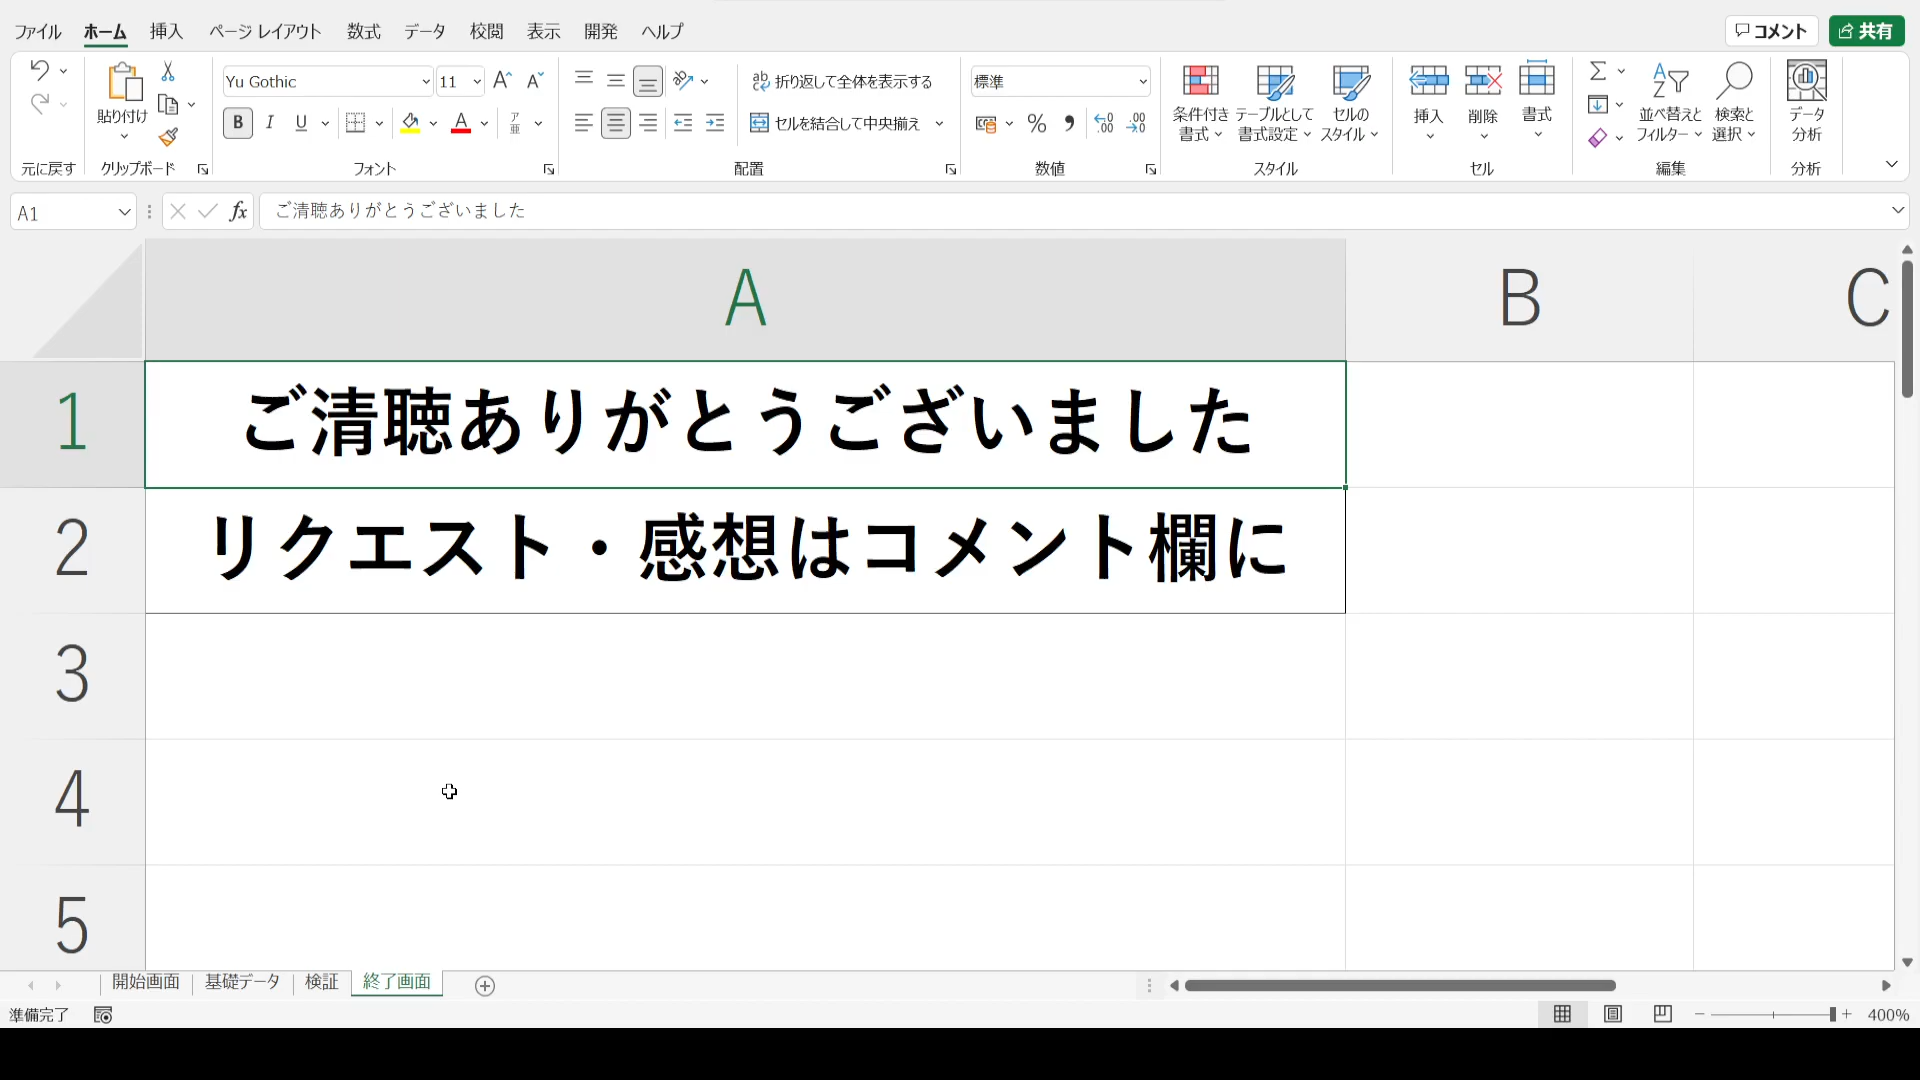 ファイル ホーム 挿入 ページ レイアウト 数式 データ 校閲 表示 開発 ヘルプ コメント 共有
Yu Gothic 11 A A 折り返して全体を表示する 標準
貼り付け B I U A ア亜 セルを結合して中央揃え % 条件付き書式 テーブルとして書式設定 セルのスタイル 挿入 削除 書式 並べ替えとフィルター 検索と選択 データ分析
元に戻す クリップボード フォント 配置 数値 スタイル セル 編集 分析
A1 fx ご清聴ありがとうございました
A B C
1 ご清聴ありがとうございました
2 リクエスト・感想はコメント欄に
3
4
5
開始画面 基礎データ 検証 終了画面
準備完了 400%